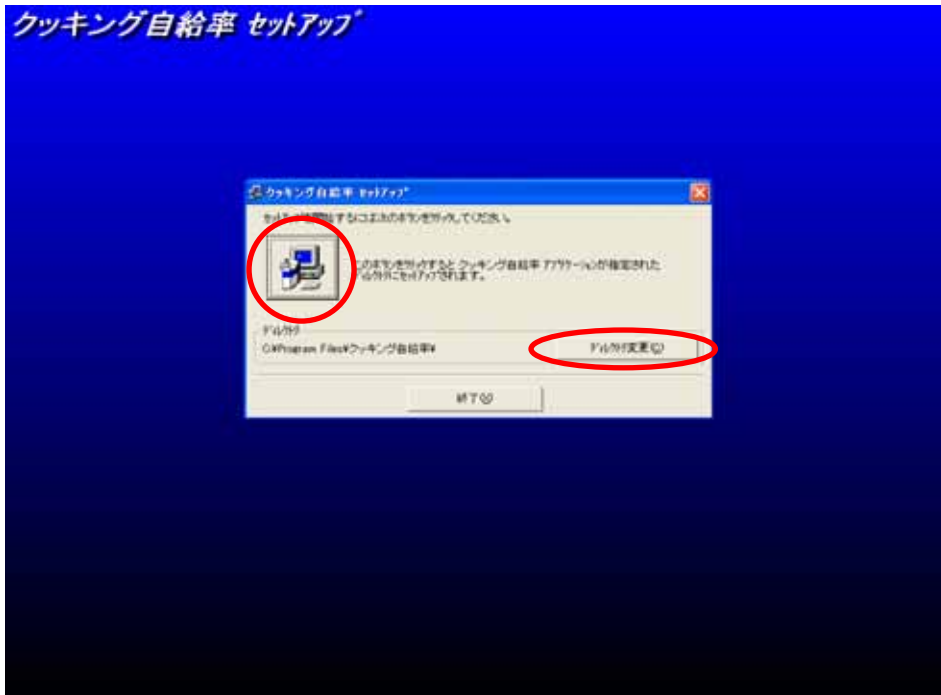 クッキング自給率 ｾｯﾄｱｯﾌﾟ
クッキング自給率 ｾｯﾄｱｯﾌﾟ
ｾｯﾄｱｯﾌﾟを開始するには次のﾎﾞﾀﾝをｸﾘｯｸしてください。
このﾎﾞﾀﾝをｸﾘｯｸすると クッキング自給率 ｱﾌﾟﾘｹｰｼｮﾝが指定された
ﾃﾞｨﾚｸﾄﾘにｾｯﾄｱｯﾌﾟされます。
ﾃﾞｨﾚｸﾄﾘ
C:¥Program Files¥クッキング自給率¥
ﾃﾞｨﾚｸﾄﾘ変更(C)
終了(X)